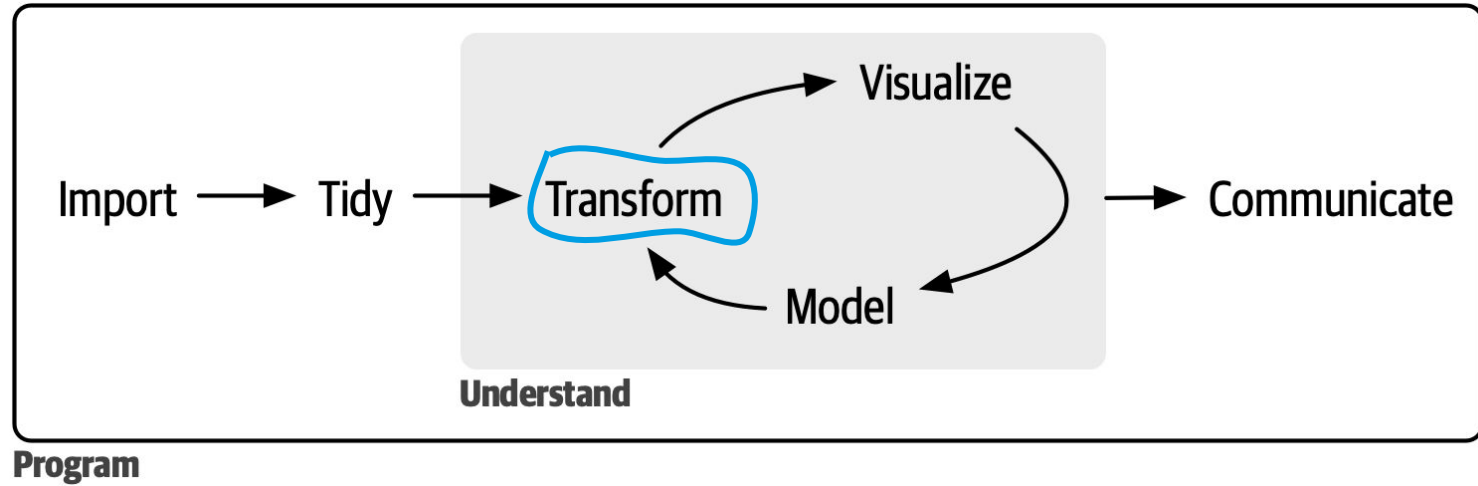 Visualize
Import
Tidy
Transform
Communicate
Model
Understand
Program